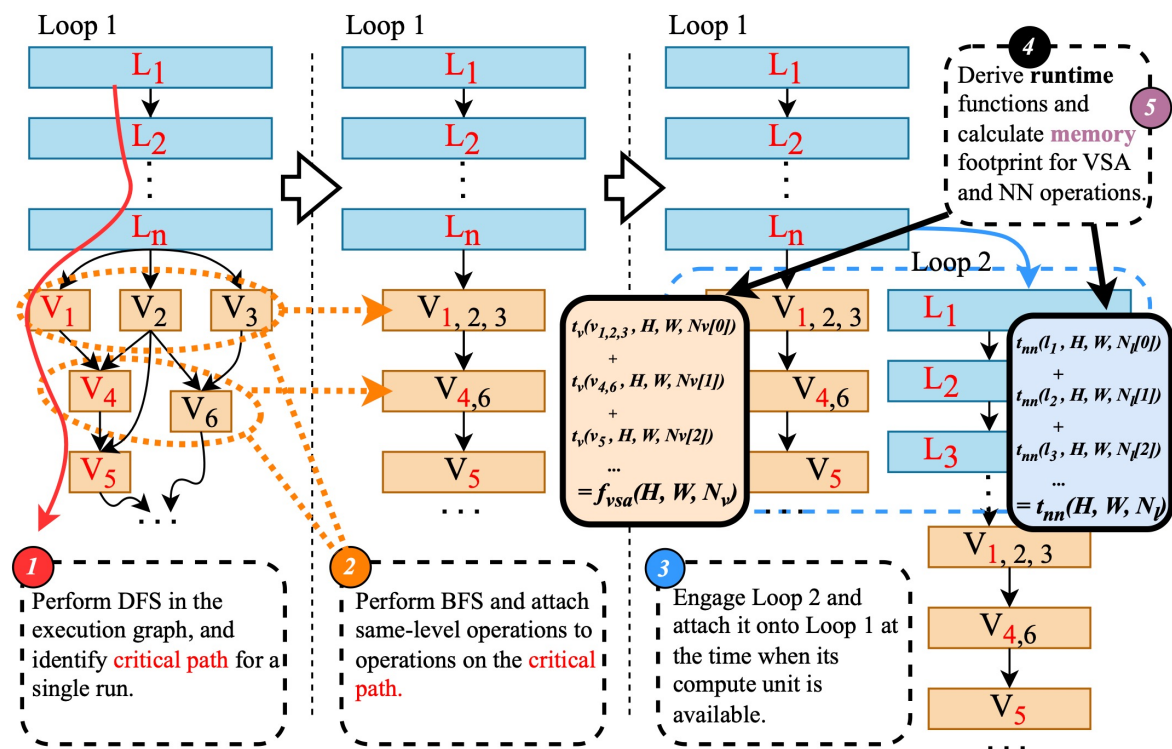 Loop 1
L1
L2
Ln
V1
V2
V3
V4
V6
V5
...
1
Perform DFS in the
execution graph, and
identify critical path for a
single run.
Loop 1
L1
L2
Ln
V1, 2, 3
V4,6
V5
...
2
Perform BFS and attach
same-level operations to
operations on the critical
path.
Loop 1
L1
L2
Ln
V1, 2, 3
V4,6
V5
...
tv(v1,2,3, H, W, Nv[0])
+
tv(v4,6, H, W, Nv[1])
+
tv(v5, H, W, Nv[2])
...
= fvsa(H, W, Nv)
3
Engage Loop 2 and
attach it onto Loop 1 at
the time when its
compute unit is
available.
4
5
Derive runtime
functions and
calculate memory
footprint for VSA
and NN operations.
Loop 2
L1
L2
L3
tnn(l1, H, W, Nl[0])
+
tnn(l2, H, W, Nl[1])
+
tnn(l3, H, W, Nl[2])
...
= tnn(H, W, Nl)
V1, 2, 3
V4,6
V5
...